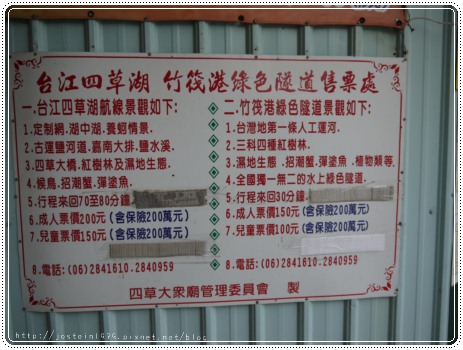 台江四草湖 竹筏港綠色隧道售票處
一.台江四草湖航線景觀如下:
1.定制網.湖中湖.養蚵情景.
2.古運鹽河道.嘉南大排.鹽水溪.
3.四草大橋.紅樹林及濕地生態.
4.候鳥.招潮蟹.彈塗魚.
5.行程來回70至80分鐘
6.成人票價200元(含保險200萬元)
7.兒童票價150元(含保險200萬元)
8.電話:(06)2841610.2840959
二.竹筏港綠色隧道景觀如下:
1.台灣地第一條人工運河.
2.三科四種紅樹林.
3.濕地生態.招潮蟹.彈塗魚.植物類等.
4.全國獨一無二的水上綠色隧道.
5.行程來回30分鐘.
6.成人票價150元(含保險200萬元)
7.兒童票價100元(含保險200萬元)
8.電話:(06)2841610.2840959
四草大眾廟管理委員會 製
http://jostein1979.pixnet.net/blog